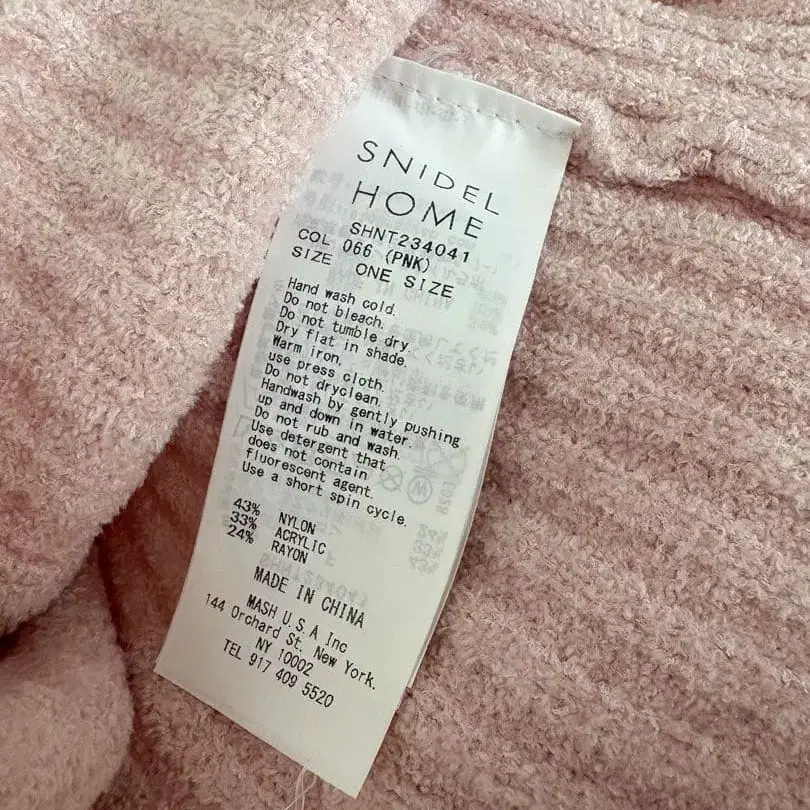 SNIDEL
HOME
SHNT234041
COL 066 (PNK)
SIZE ONE SIZE
Hand wash cold.
Do not bleach.
Do not tumble dry.
Dry flat in shade.
Warm iron,
use press cloth.
Do not dryclean.
Handwash by gently pushing
up and down in water.
Do not rub and wash.
Use detergent that
does not contain
fluorescent agent.
Use a short spin cycle.
43% NYLON
33% ACRYLIC
24% RAYON
MADE IN CHINA
MASH U.S.A Inc
144 Orchard St. New York.
NY 10002
TEL 917 409 5520